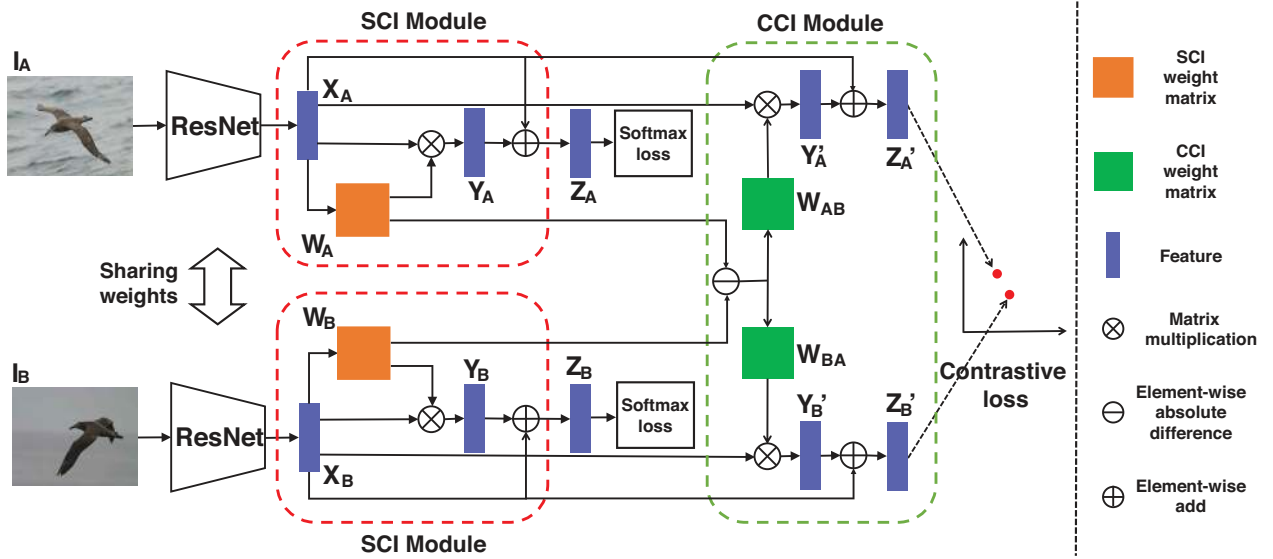 SCI Module
CCI Module
I_A
ResNet
X_A
Y_A
Z_A
Softmax
loss
W_A
Y_A'
Z_A'
W_AB
Sharing
weights
W_B
I_B
ResNet
X_B
Y_B
Z_B
Softmax
loss
W_BA
Y_B'
Z_B'
Contrastive
loss
SCI Module
SCI
weight
matrix
CCI
weight
matrix
Feature
Matrix
multiplication
Element-wise
absolute
difference
Element-wise
add